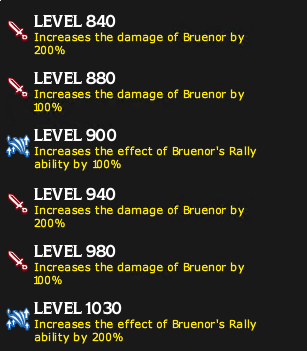 LEVEL 840
Increases the damage of Bruenor by
200%
LEVEL 880
Increases the damage of Bruenor by
100%
LEVEL 900
Increases the effect of Bruenor's Rally
ability by 100%
LEVEL 940
Increases the damage of Bruenor by
200%
LEVEL 980
Increases the damage of Bruenor by
100%
LEVEL 1030
Increases the effect of Bruenor's Rally
ability by 200%